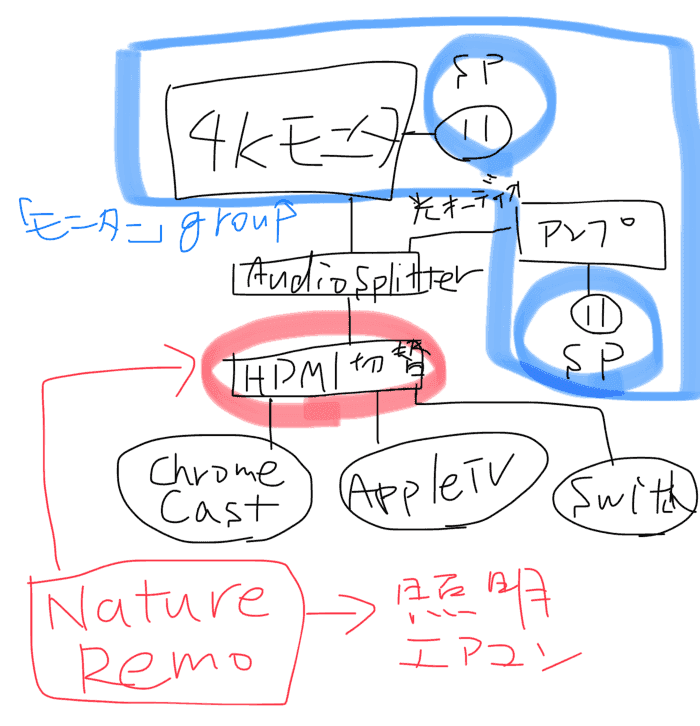 SP
4Kモニタ
光オーディオ
「モニター」group
アンプ
AudioSplitter
SP
HDMI切替
Chrome
Cast
AppleTV
Switch
Nature
Remo
照明
エアコン